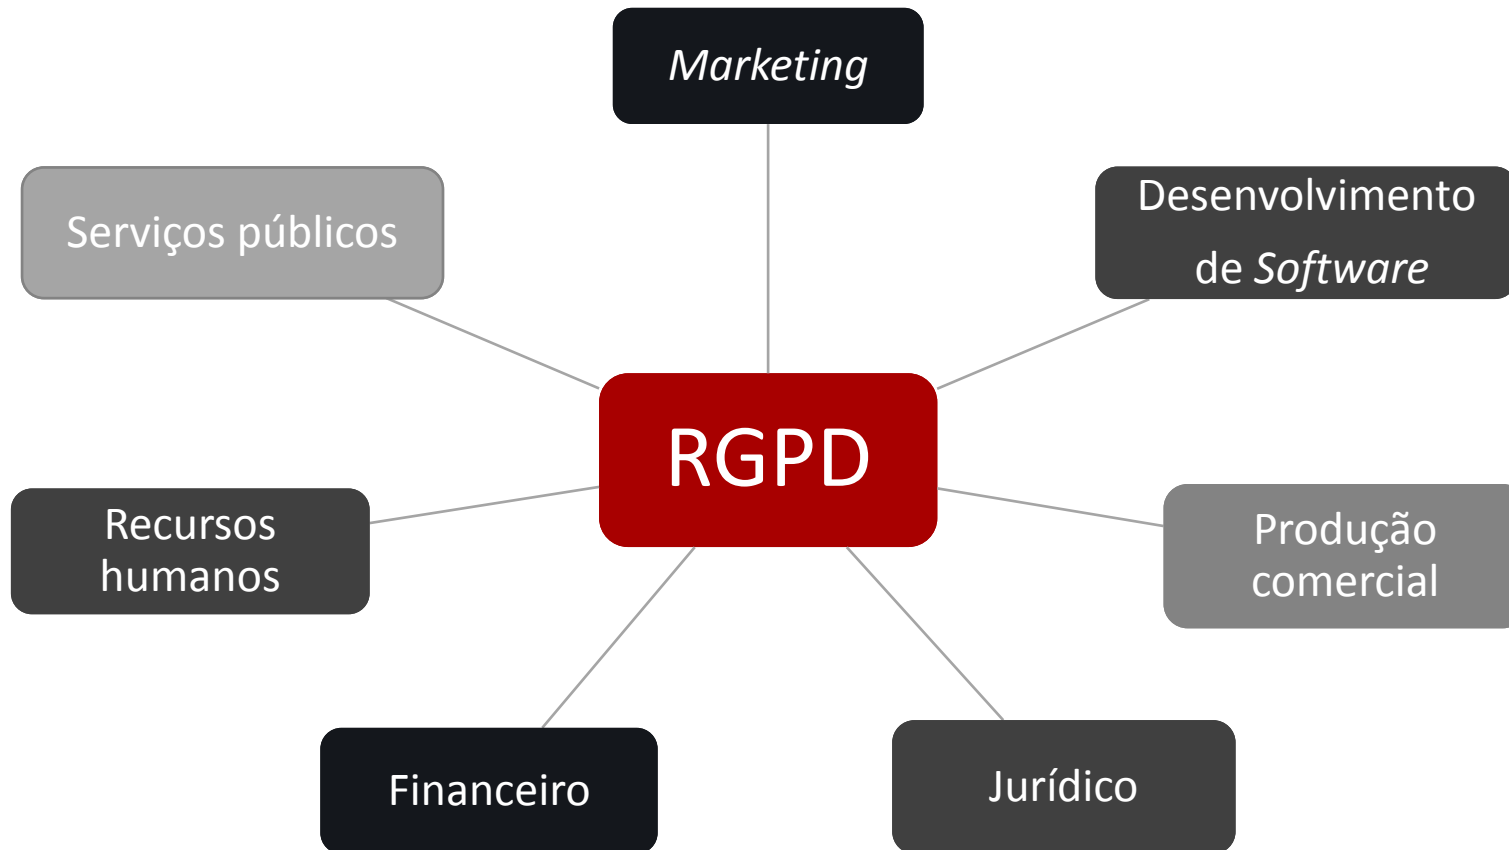 Marketing
Serviços públicos
Desenvolvimento
de Software
RGPD
Recursos
humanos
Produção
comercial
Financeiro
Jurídico